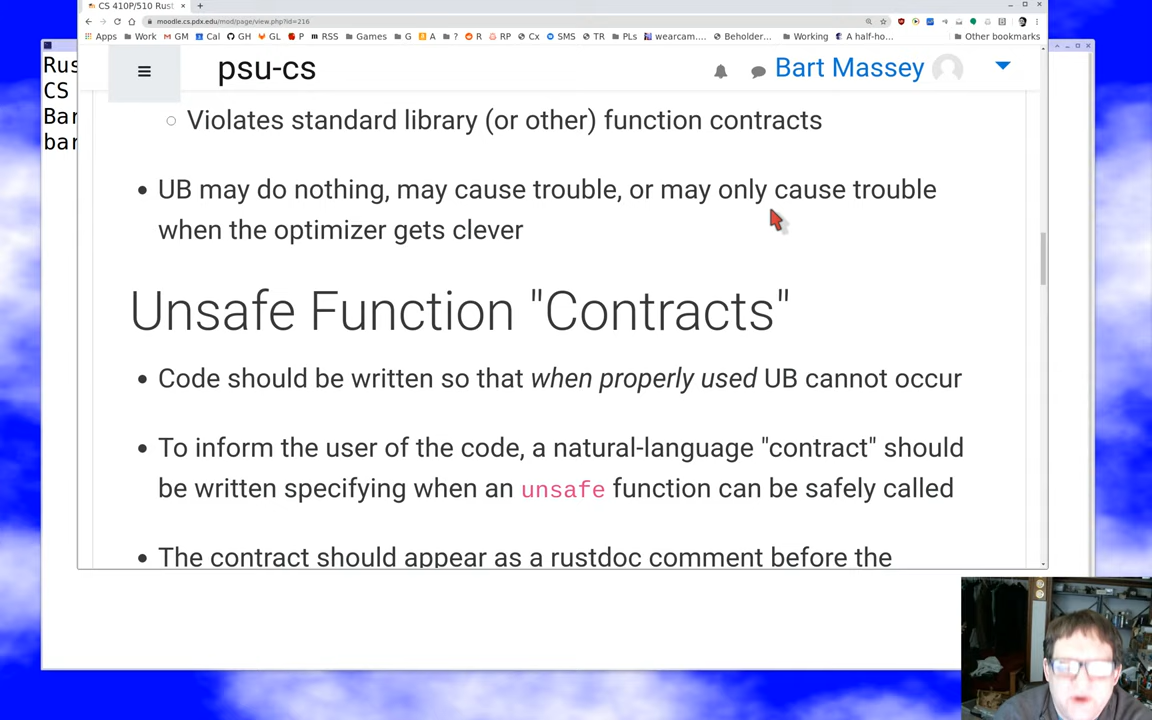 CS 410P/510 Rust
moodle.cs.pdx.edu/mod/page/view.php?id=216
Apps Work GM Cal GH GL P RSS Games G A ? R RP Cx SMS TR PLs wearcam.... Beholder... Working A half-ho... Other bookmarks
psu-cs
Bart Massey
Rus
CS
Bar
bar
Violates standard library (or other) function contracts
UB may do nothing, may cause trouble, or may only cause trouble
when the optimizer gets clever
Unsafe Function "Contracts"
Code should be written so that when properly used UB cannot occur
To inform the user of the code, a natural-language "contract" should
be written specifying when an unsafe function can be safely called
The contract should appear as a rustdoc comment before the